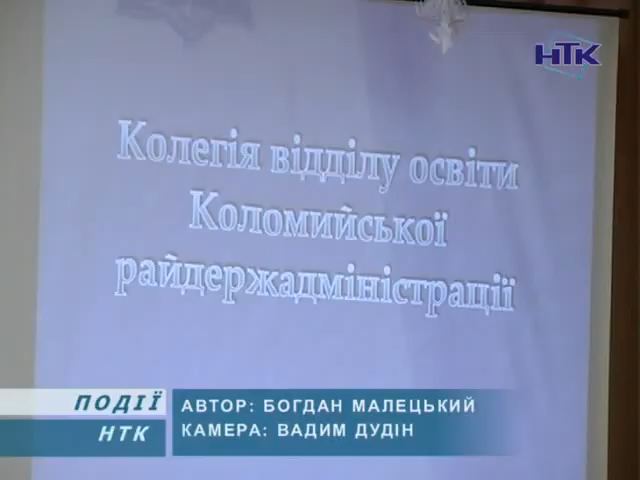 НТК
Колегія відділу освіти
Коломийської
райдержадміністрації
ПОДІЇ
НТК
АВТОР: БОГДАН МАЛЕЦЬКИЙ
КАМЕРА: ВАДИМ ДУДІН